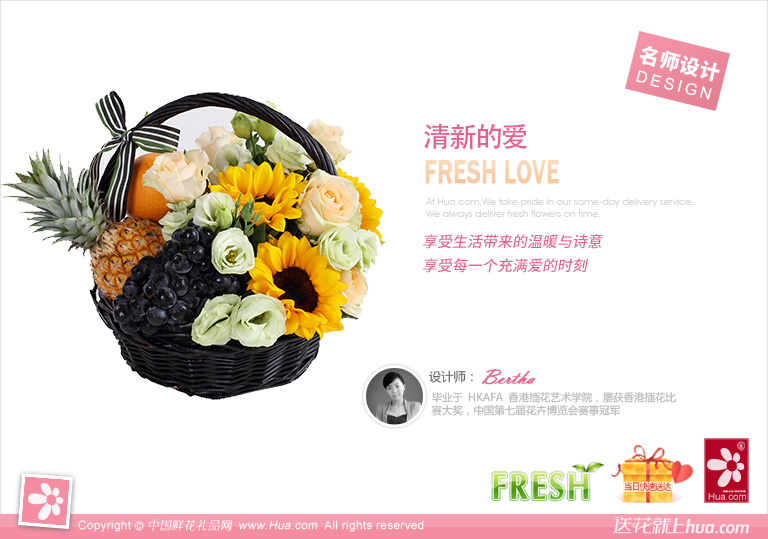 名师设计
DESIGN
清新的爱
FRESH LOVE
At Hua.com,We take pride in our same-day delivery service.
We always deliver fresh flowers on time.
享受生活带来的温暖与诗意
享受每一个充满爱的时刻
设计师： Bertha
毕业于 HKAFA 香港插花艺术学院，屡获香港插花比
赛大奖，中国第七届花卉博览会赛事冠军
FRESH
当日快速送达
Hua.com
Copyright © 中国鲜花礼品网 www.Hua.com All rights reserved
送花就上hua.com